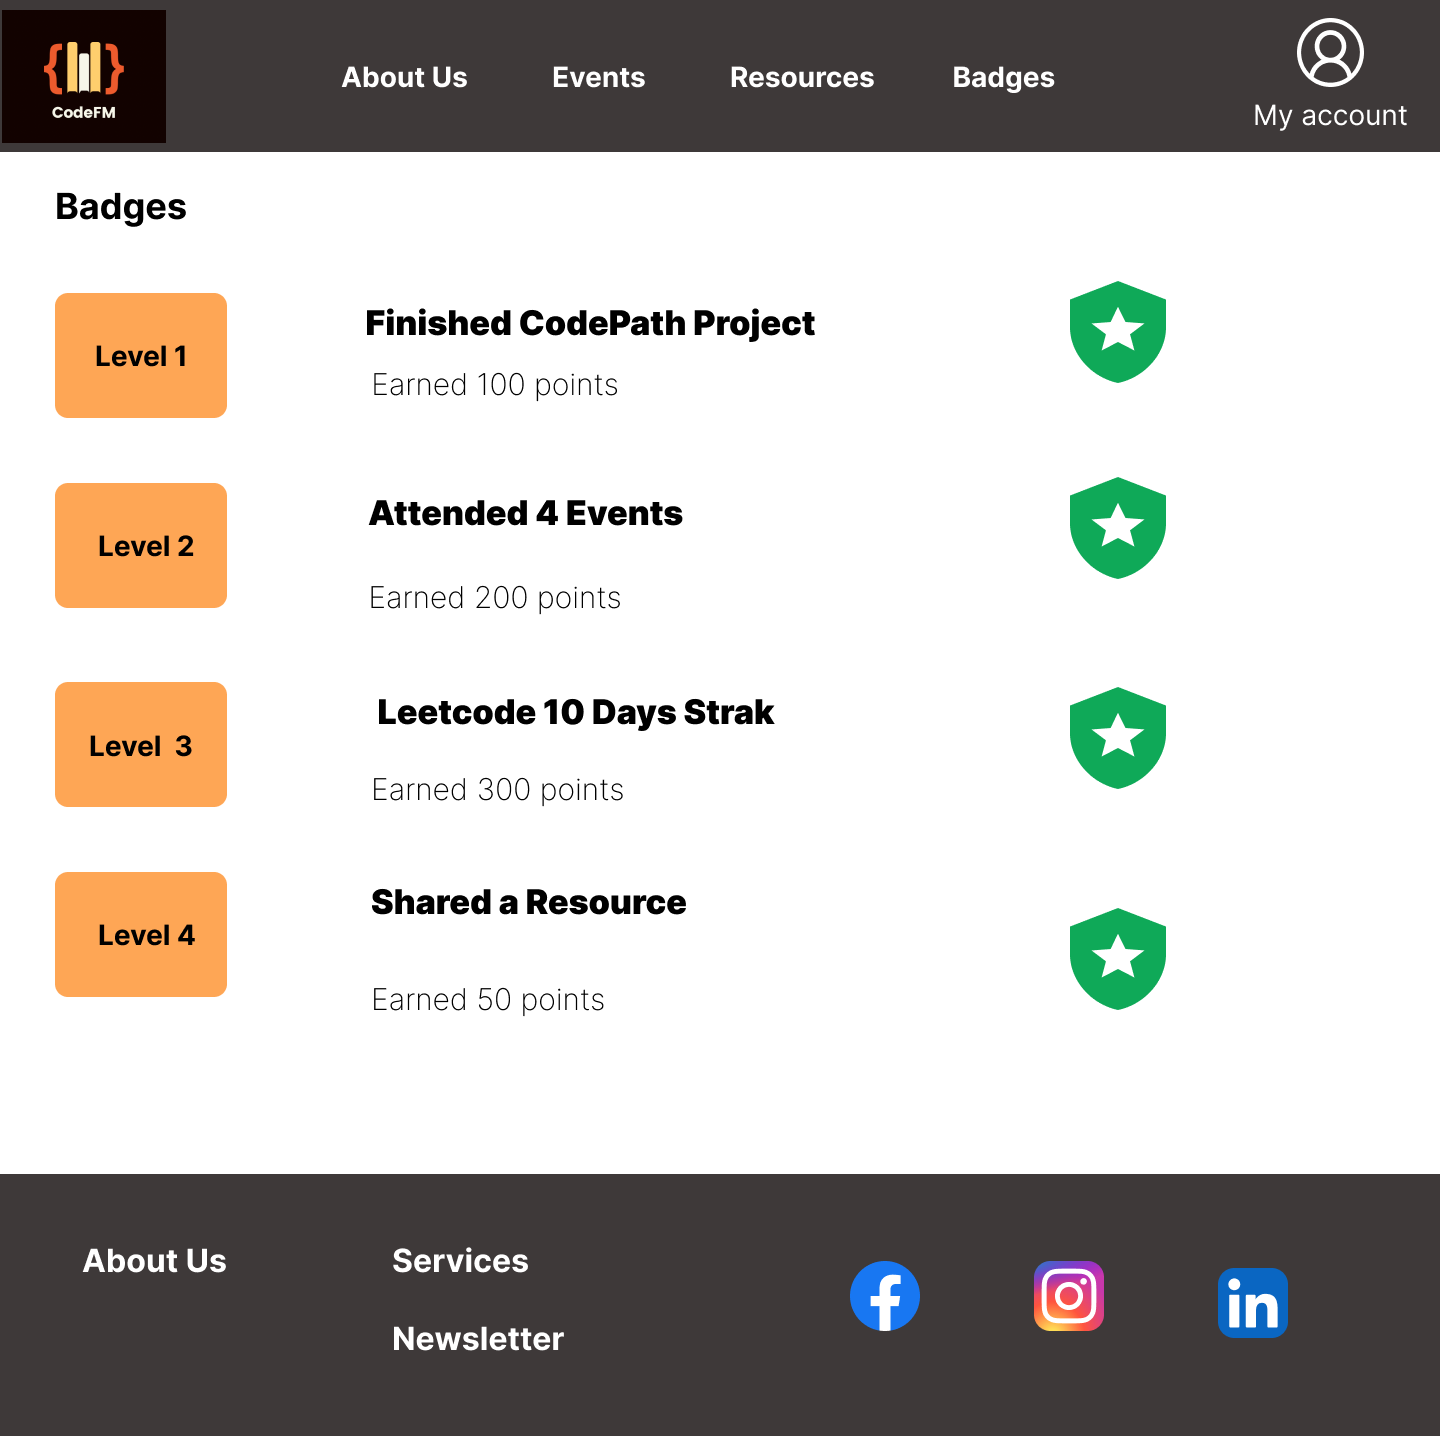 CodeFM
About Us
Events
Resources
Badges
My account
Badges
Level 1
Finished CodePath Project
Earned 100 points
Level 2
Attended 4 Events
Earned 200 points
Level  3
Leetcode 10 Days Strak
Earned 300 points
Level 4
Shared a Resource
Earned 50 points
About Us
Services
Newsletter
in